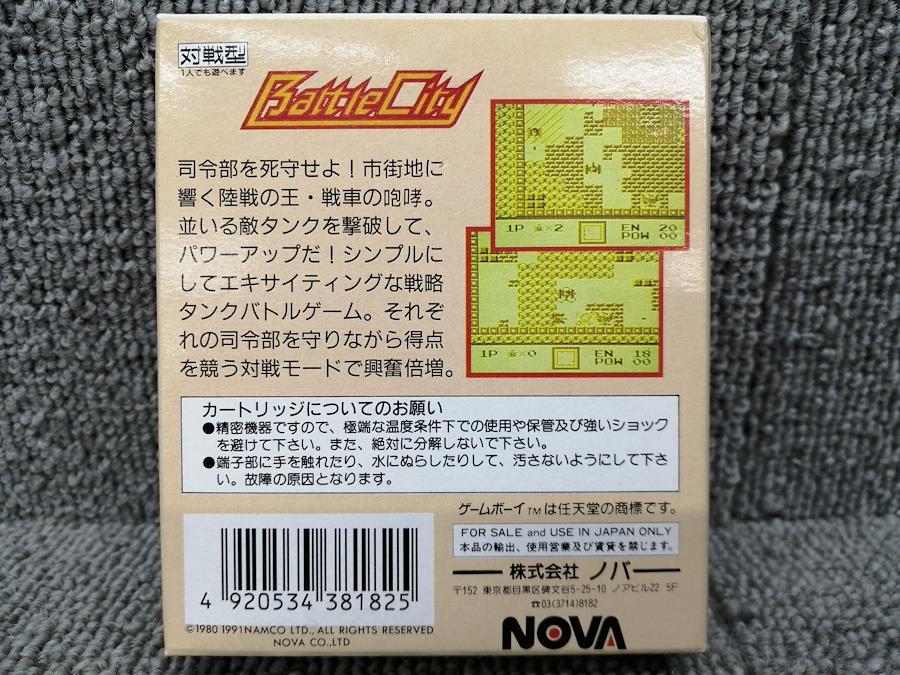 対戦型
1人でも遊べます
BattleCity
司令部を死守せよ！市街地に
響く陸戦の王・戦車の咆哮。
並いる敵タンクを撃破して、
パワーアップだ！シンプルに
してエキサイティングな戦略
タンクバトルゲーム。それぞ
れの司令部を守りながら得点
を競う対戦モードで興奮倍増。
1P ×2 EN 20
POW 00
1P ×0 EN 18
POW 00
カートリッジについてのお願い
●精密機器ですので、極端な温度条件下での使用や保管及び強いショック
を避けて下さい。また、絶対に分解しないで下さい。
●端子部に手を触れたり、水にぬらしたりして、汚さないようにして下さ
い。故障の原因となります。
ゲームボーイTMは任天堂の商標です。
FOR SALE and USE IN JAPAN ONLY
本品の輸出、使用営業及び賃貸を禁じます。
株式会社 ノバー
〒152 東京都目黒区碑文谷5-25-10 ノアビル22 5F
☎03(3714)8182
NOVA
4 920534 381825
©1980 1991 NAMCO LTD., ALL RIGHTS RESERVED
NOVA CO.,LTD